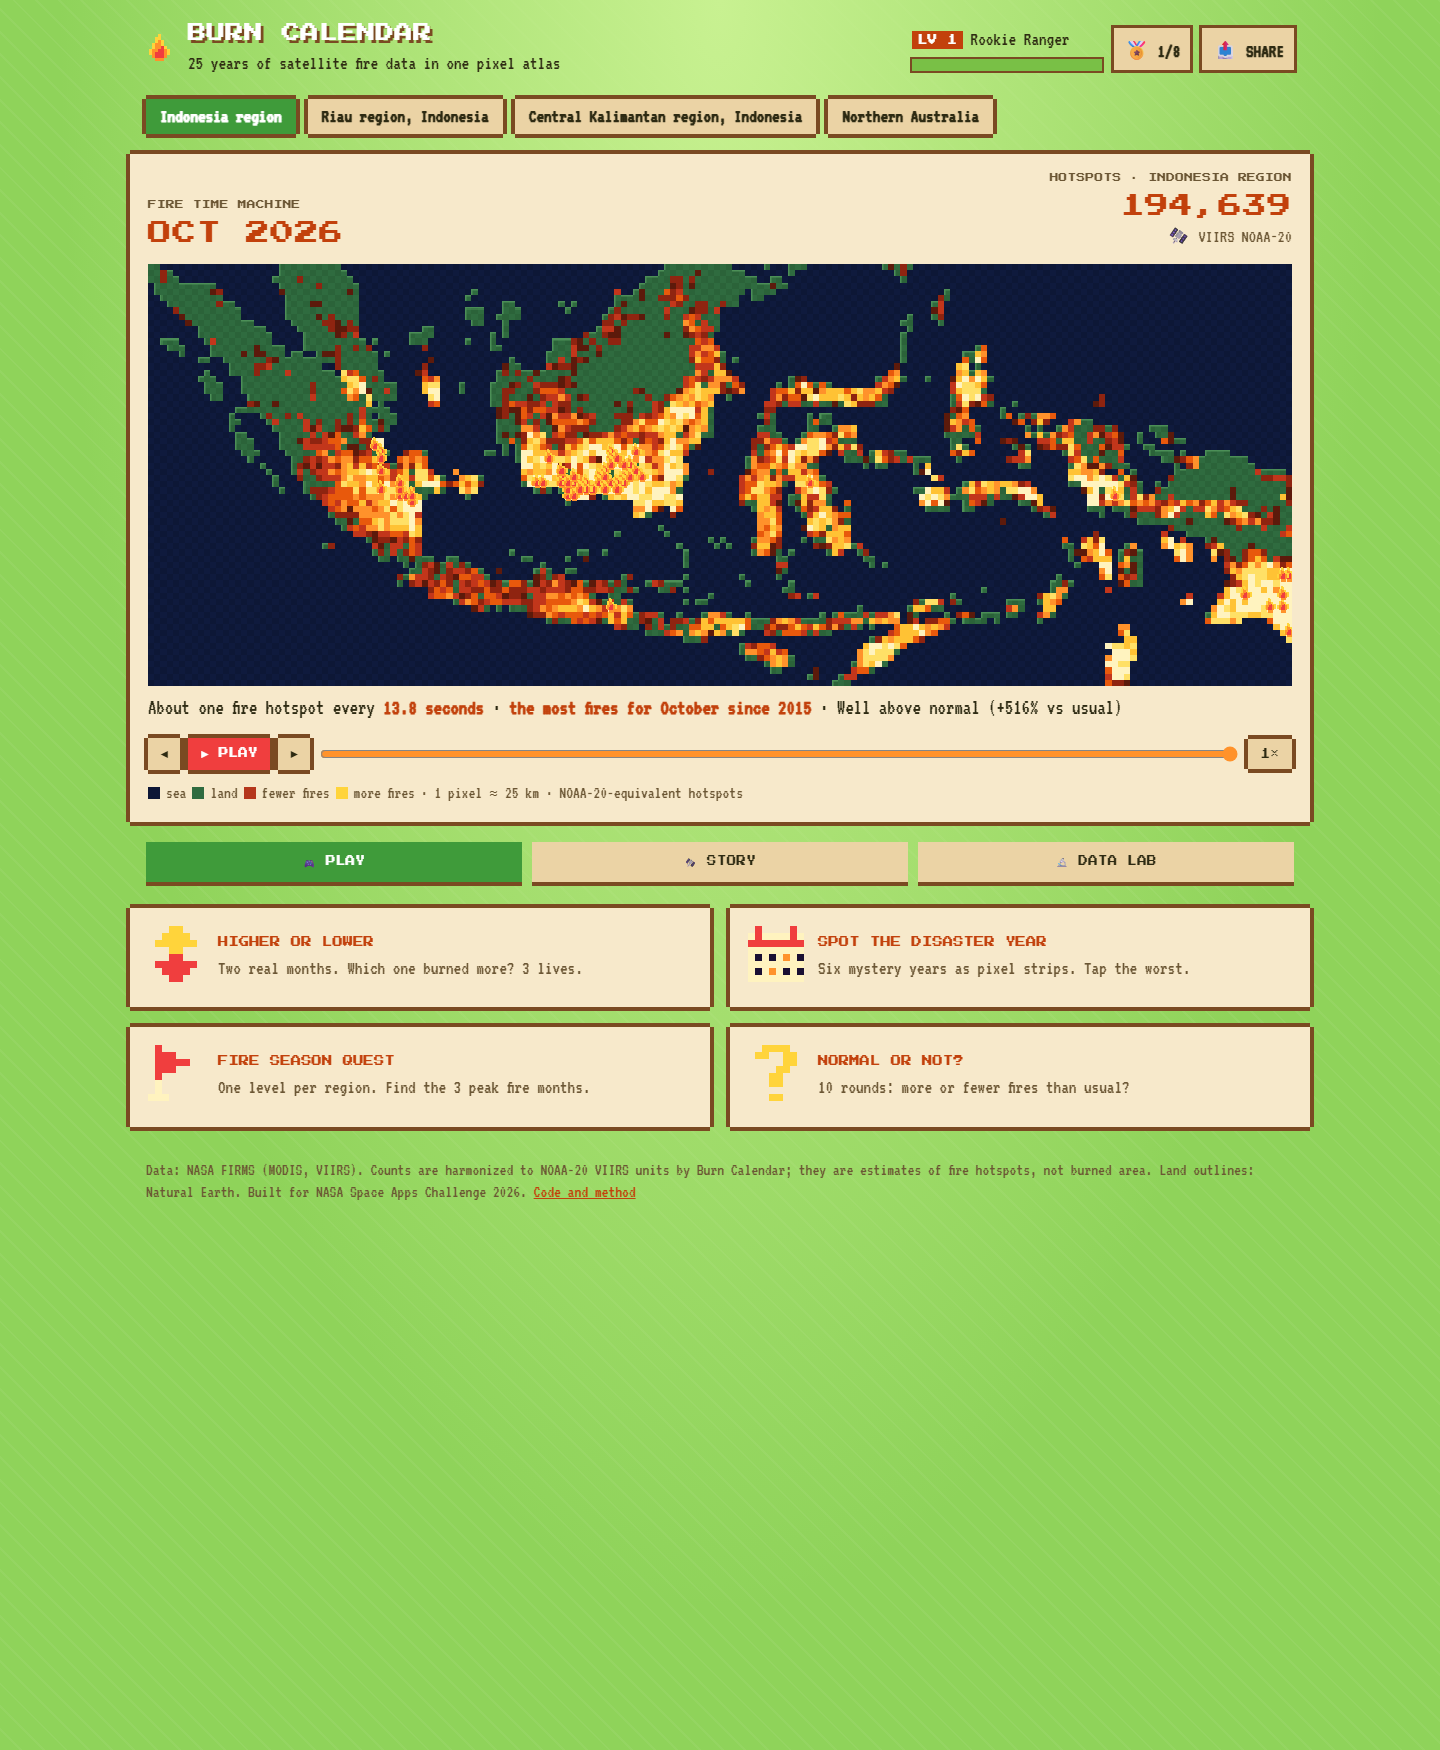 BURN CALENDAR
25 years of satellite fire data in one pixel atlas
LV 1 Rookie Ranger
1/8
SHARE
Indonesia region
Riau region, Indonesia
Central Kalimantan region, Indonesia
Northern Australia
HOTSPOTS · INDONESIA REGION
FIRE TIME MACHINE
194,639
OCT 2026
VIIRS NOAA-20
About one fire hotspot every 13.8 seconds · the most fires for October since 2015 · Well above normal (+516% vs usual)
◀ ▶ PLAY ▶ 1×
sea land fewer fires more fires · 1 pixel ≈ 25 km · NOAA-20-equivalent hotspots
PLAY
STORY
DATA LAB
HIGHER OR LOWER
Two real months. Which one burned more? 3 lives.
SPOT THE DISASTER YEAR
Six mystery years as pixel strips. Tap the worst.
FIRE SEASON QUEST
One level per region. Find the 3 peak fire months.
NORMAL OR NOT?
10 rounds: more or fewer fires than usual?
Data: NASA FIRMS (MODIS, VIIRS). Counts are harmonized to NOAA-20 VIIRS units by Burn Calendar; they are estimates of fire hotspots, not burned area. Land outlines:
Natural Earth. Built for NASA Space Apps Challenge 2026. Code and method